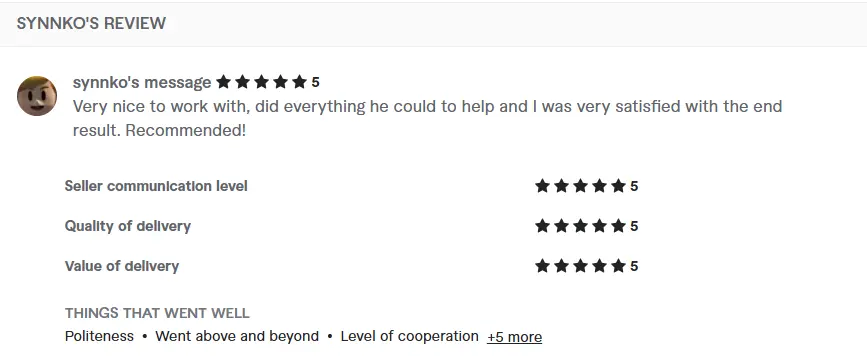 SYNNKO'S REVIEW
synnko's message ★★★★★ 5
Very nice to work with, did everything he could to help and I was very satisfied with the end
result. Recommended!
Seller communication level ★★★★★ 5
Quality of delivery ★★★★★ 5
Value of delivery ★★★★★ 5
THINGS THAT WENT WELL
Politeness • Went above and beyond • Level of cooperation +5 more